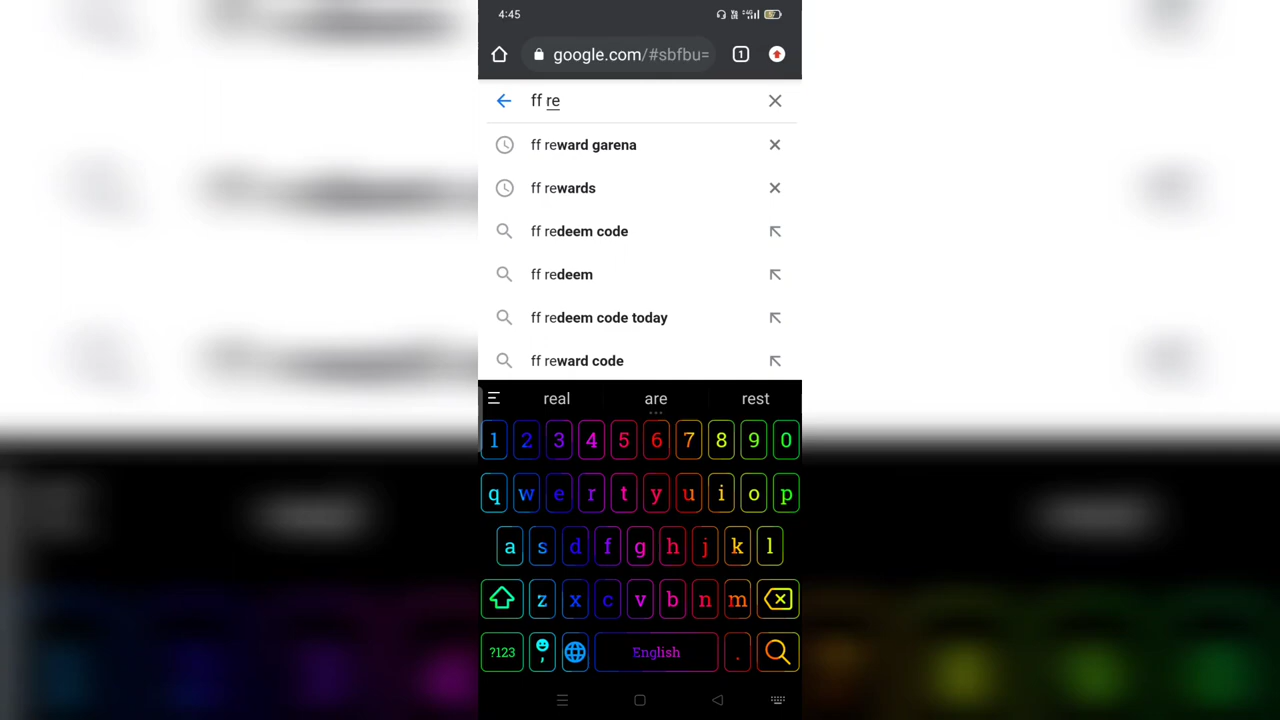 4:45
google.com/#sbfbu=
1
ff re
ff reward garena
ff rewards
ff redeem code
ff redeem
ff redeem code today
ff reward code
real are rest
1 2 3 4 5 6 7 8 9 0
q w e r t y u i o p
a s d f g h j k l
z x c v b n m
?123 , English .